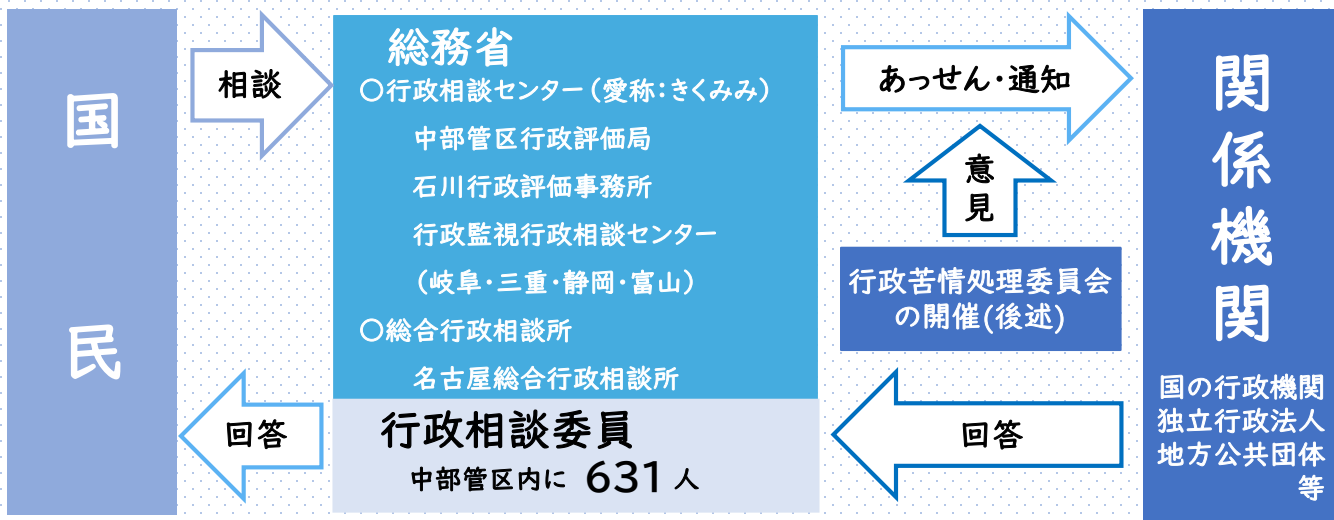 国民
相談
総務省
〇行政相談センター(愛称:きくみみ)
中部管区行政評価局
石川行政評価事務所
行政監視行政相談センター
(岐阜・三重・静岡・富山)
〇総合行政相談所
名古屋総合行政相談所
行政相談委員
中部管区内に 631 人
回答
あっせん・通知
意見
行政苦情処理委員会
の開催(後述)
回答
関係機関
国の行政機関
独立行政法人
地方公共団体
等